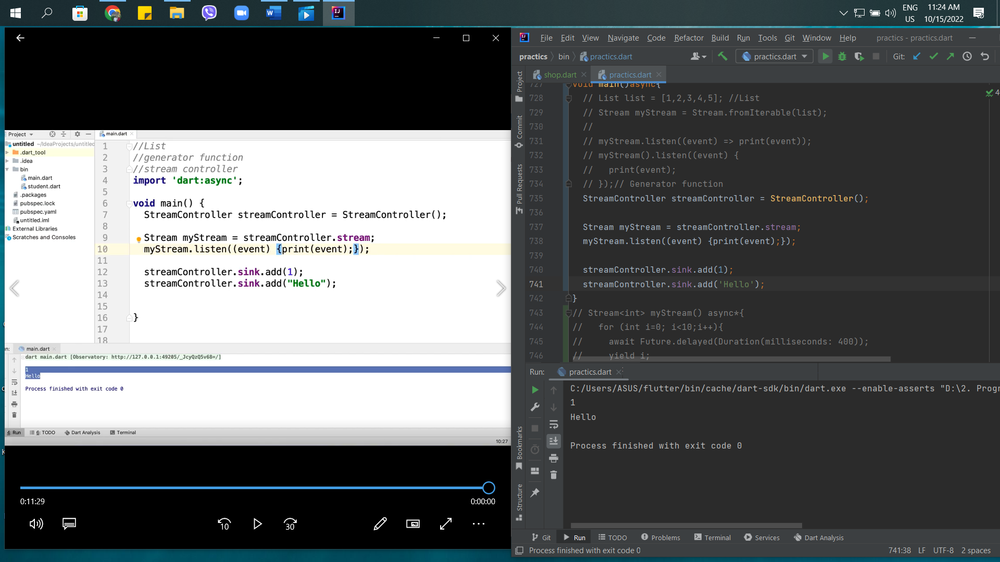 ENG
US
11:24 AM
10/15/2022
Project
untitled ~/IdeaProjects/untitled
.dart_tool
.idea
bin
main.dart
student.dart
.packages
pubspec.lock
pubspec.yaml
untitled.iml
External Libraries
Scratches and Consoles
main.dart
1 //List
2 //generator function
3 //stream controller
4 import 'dart:async';
5
6 void main() {
7 StreamController streamController = StreamController();
8
9 Stream myStream = streamController.stream;
10 myStream.listen((event) {print(event);});
11
12 streamController.sink.add(1);
13 streamController.sink.add("Hello");
14
15
16 }
17
18
main.dart
dart main.dart [Observatory: http://127.0.0.1:49205/_JcyQzQ5v68=/]
1
Hello
Process finished with exit code 0
4: Run 6: TODO Dart Analysis Terminal
10:27
0:11:29 0:00:00
10 30
File Edit View Navigate Code Refactor Build Run Tools Git Window Help practics - practics.dart
practics bin practics.dart practics.dart Git:
shop.dart practics.dart
Project
Commit
Pull Requests
Bookmarks
Structure
727 void main()async{
728 // List list = [1,2,3,4,5]; //List
729 // Stream myStream = Stream.fromIterable(list);
730 //
731 // myStream.listen((event) => print(event));
732 // myStream().listen((event) {
733 //   print(event);
734 // });// Generator function
735 StreamController streamController = StreamController();
736
737 Stream myStream = streamController.stream;
738 myStream.listen((event) {print(event);});
739
740 streamController.sink.add(1);
741 streamController.sink.add('Hello');
742 }
743 // Stream<int> myStream() async*{
744 //   for (int i=0; i<10;i++){
745 //     await Future.delayed(Duration(milliseconds: 400));
746 //     yield i;
Run: practics.dart
C:/Users/ASUS/flutter/bin/cache/dart-sdk/bin/dart.exe --enable-asserts "D:\2. Progr
1
Hello
Process finished with exit code 0
Git Run TODO Problems Terminal Services Dart Analysis
Process finished with exit code 0 741:38 LF UTF-8 2 spaces